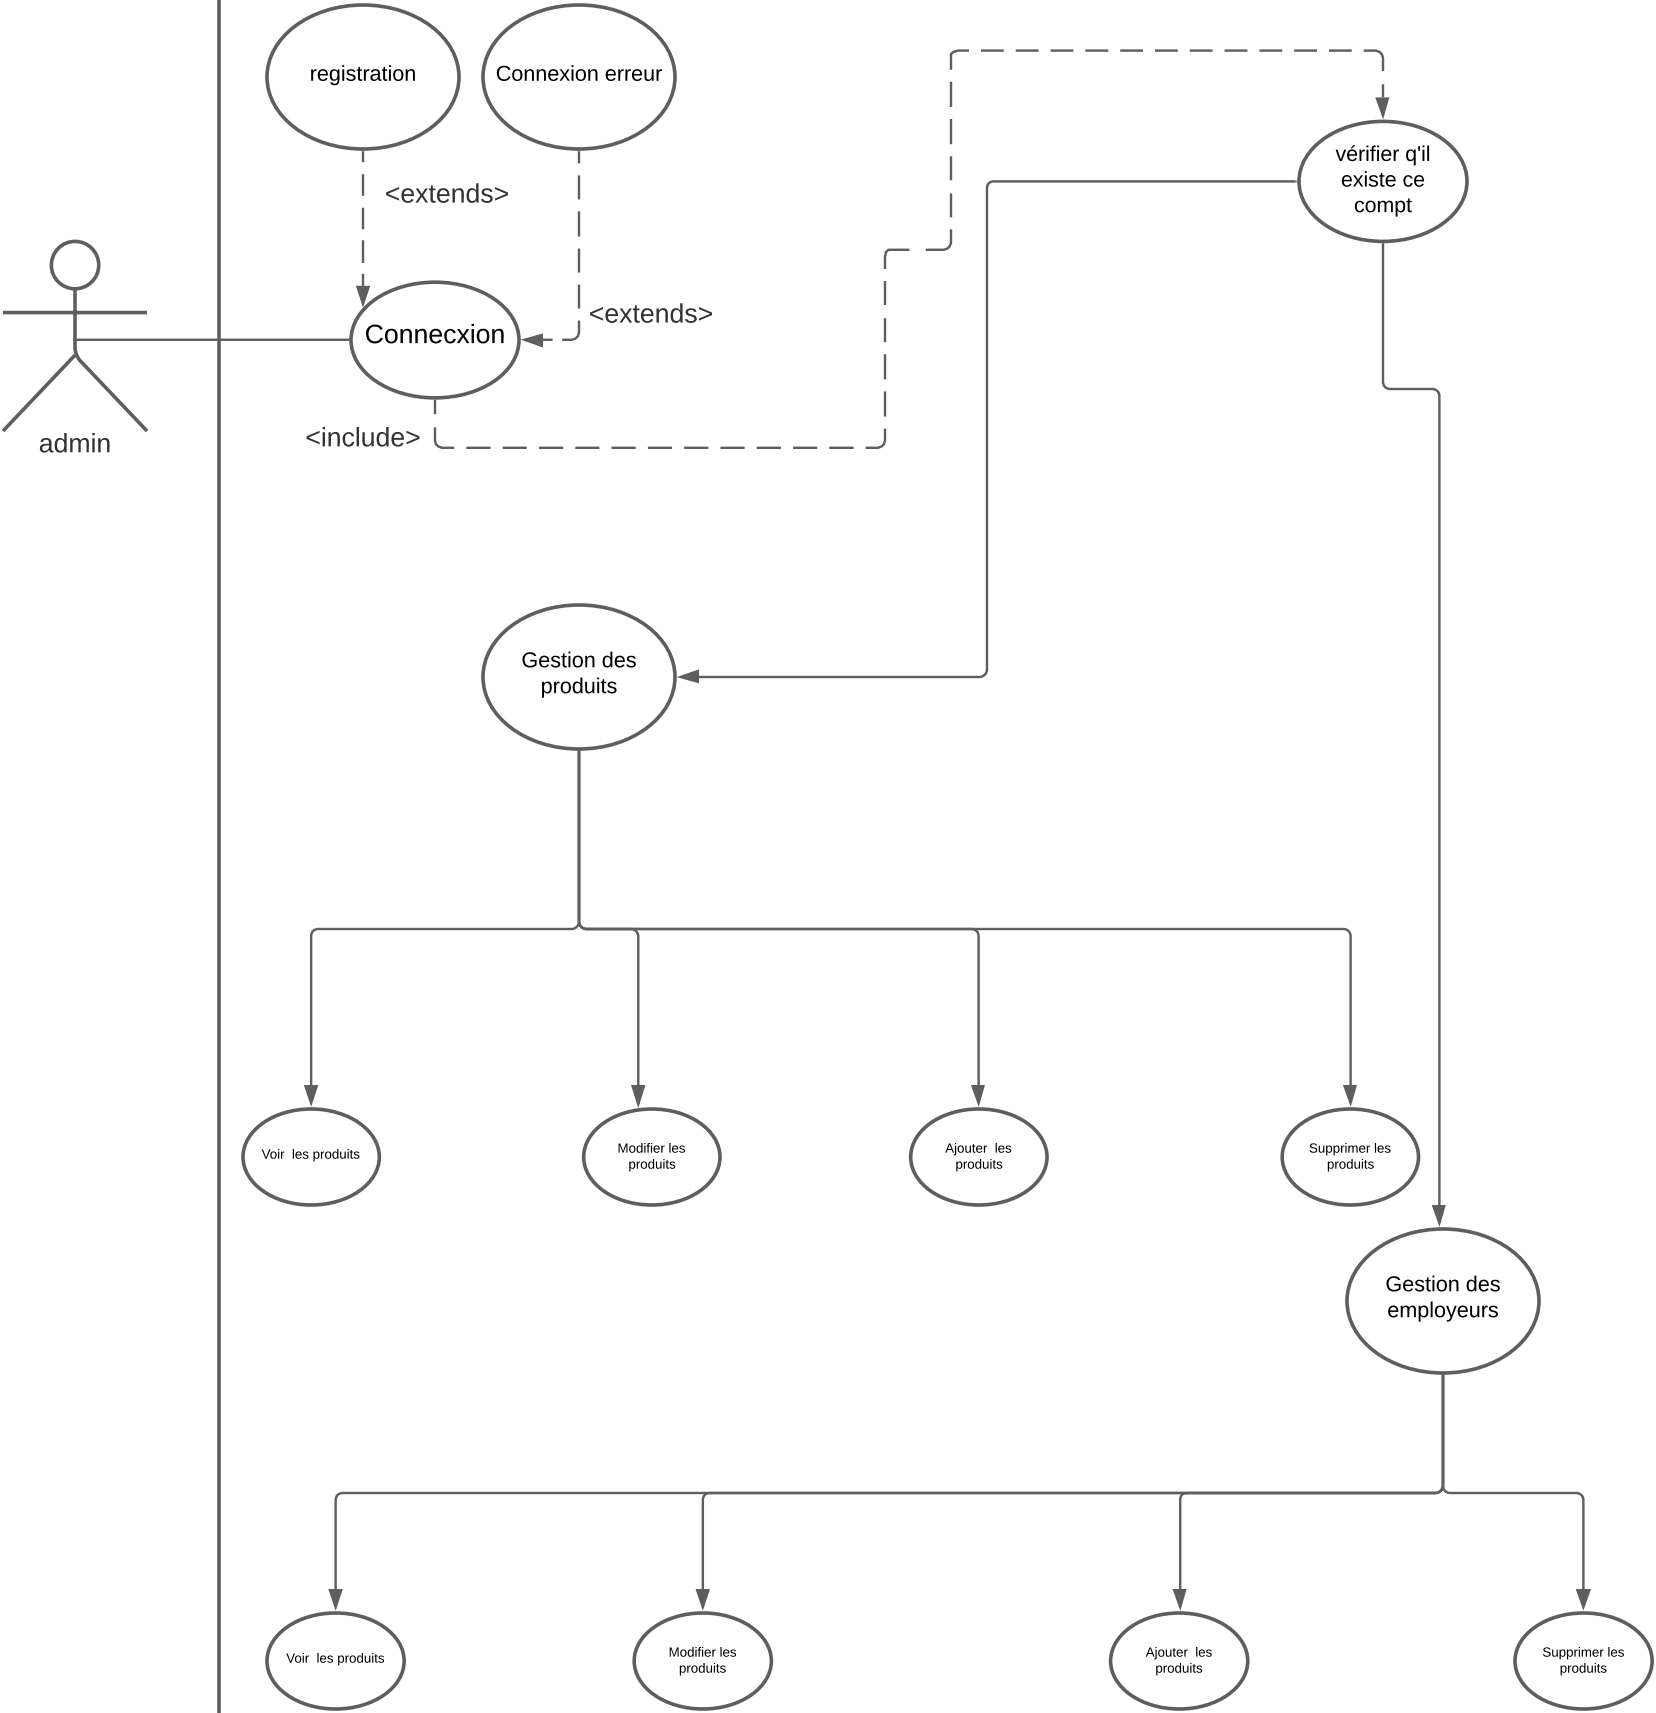 registration
Connexion erreur
vérifier q'il
existe ce
compt
<extends>
<extends>
Connecxion
<include>
admin
Gestion des
produits
Voir  les produits
Modifier les
produits
Ajouter  les
produits
Supprimer les
produits
Gestion des
employeurs
Voir  les produits
Modifier les
produits
Ajouter  les
produits
Supprimer les
produits